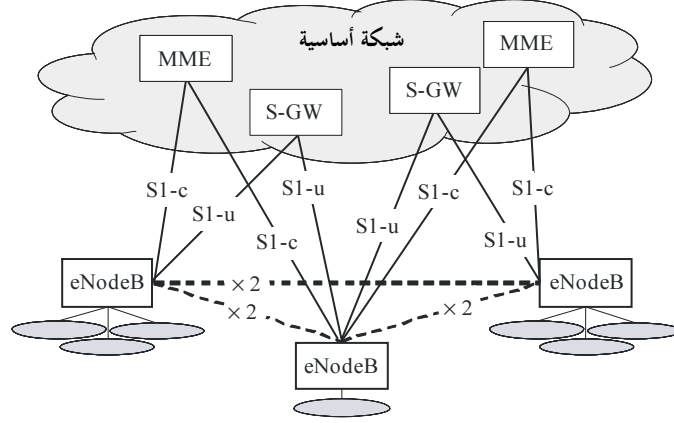 شبكة أساسية
MME
MME
S-GW
S-GW
S1-c
S1-u
S1-u
S1-c
S1-u
S1-c
S1-c
S1-u
eNodeB
× 2
eNodeB
× 2
× 2
eNodeB